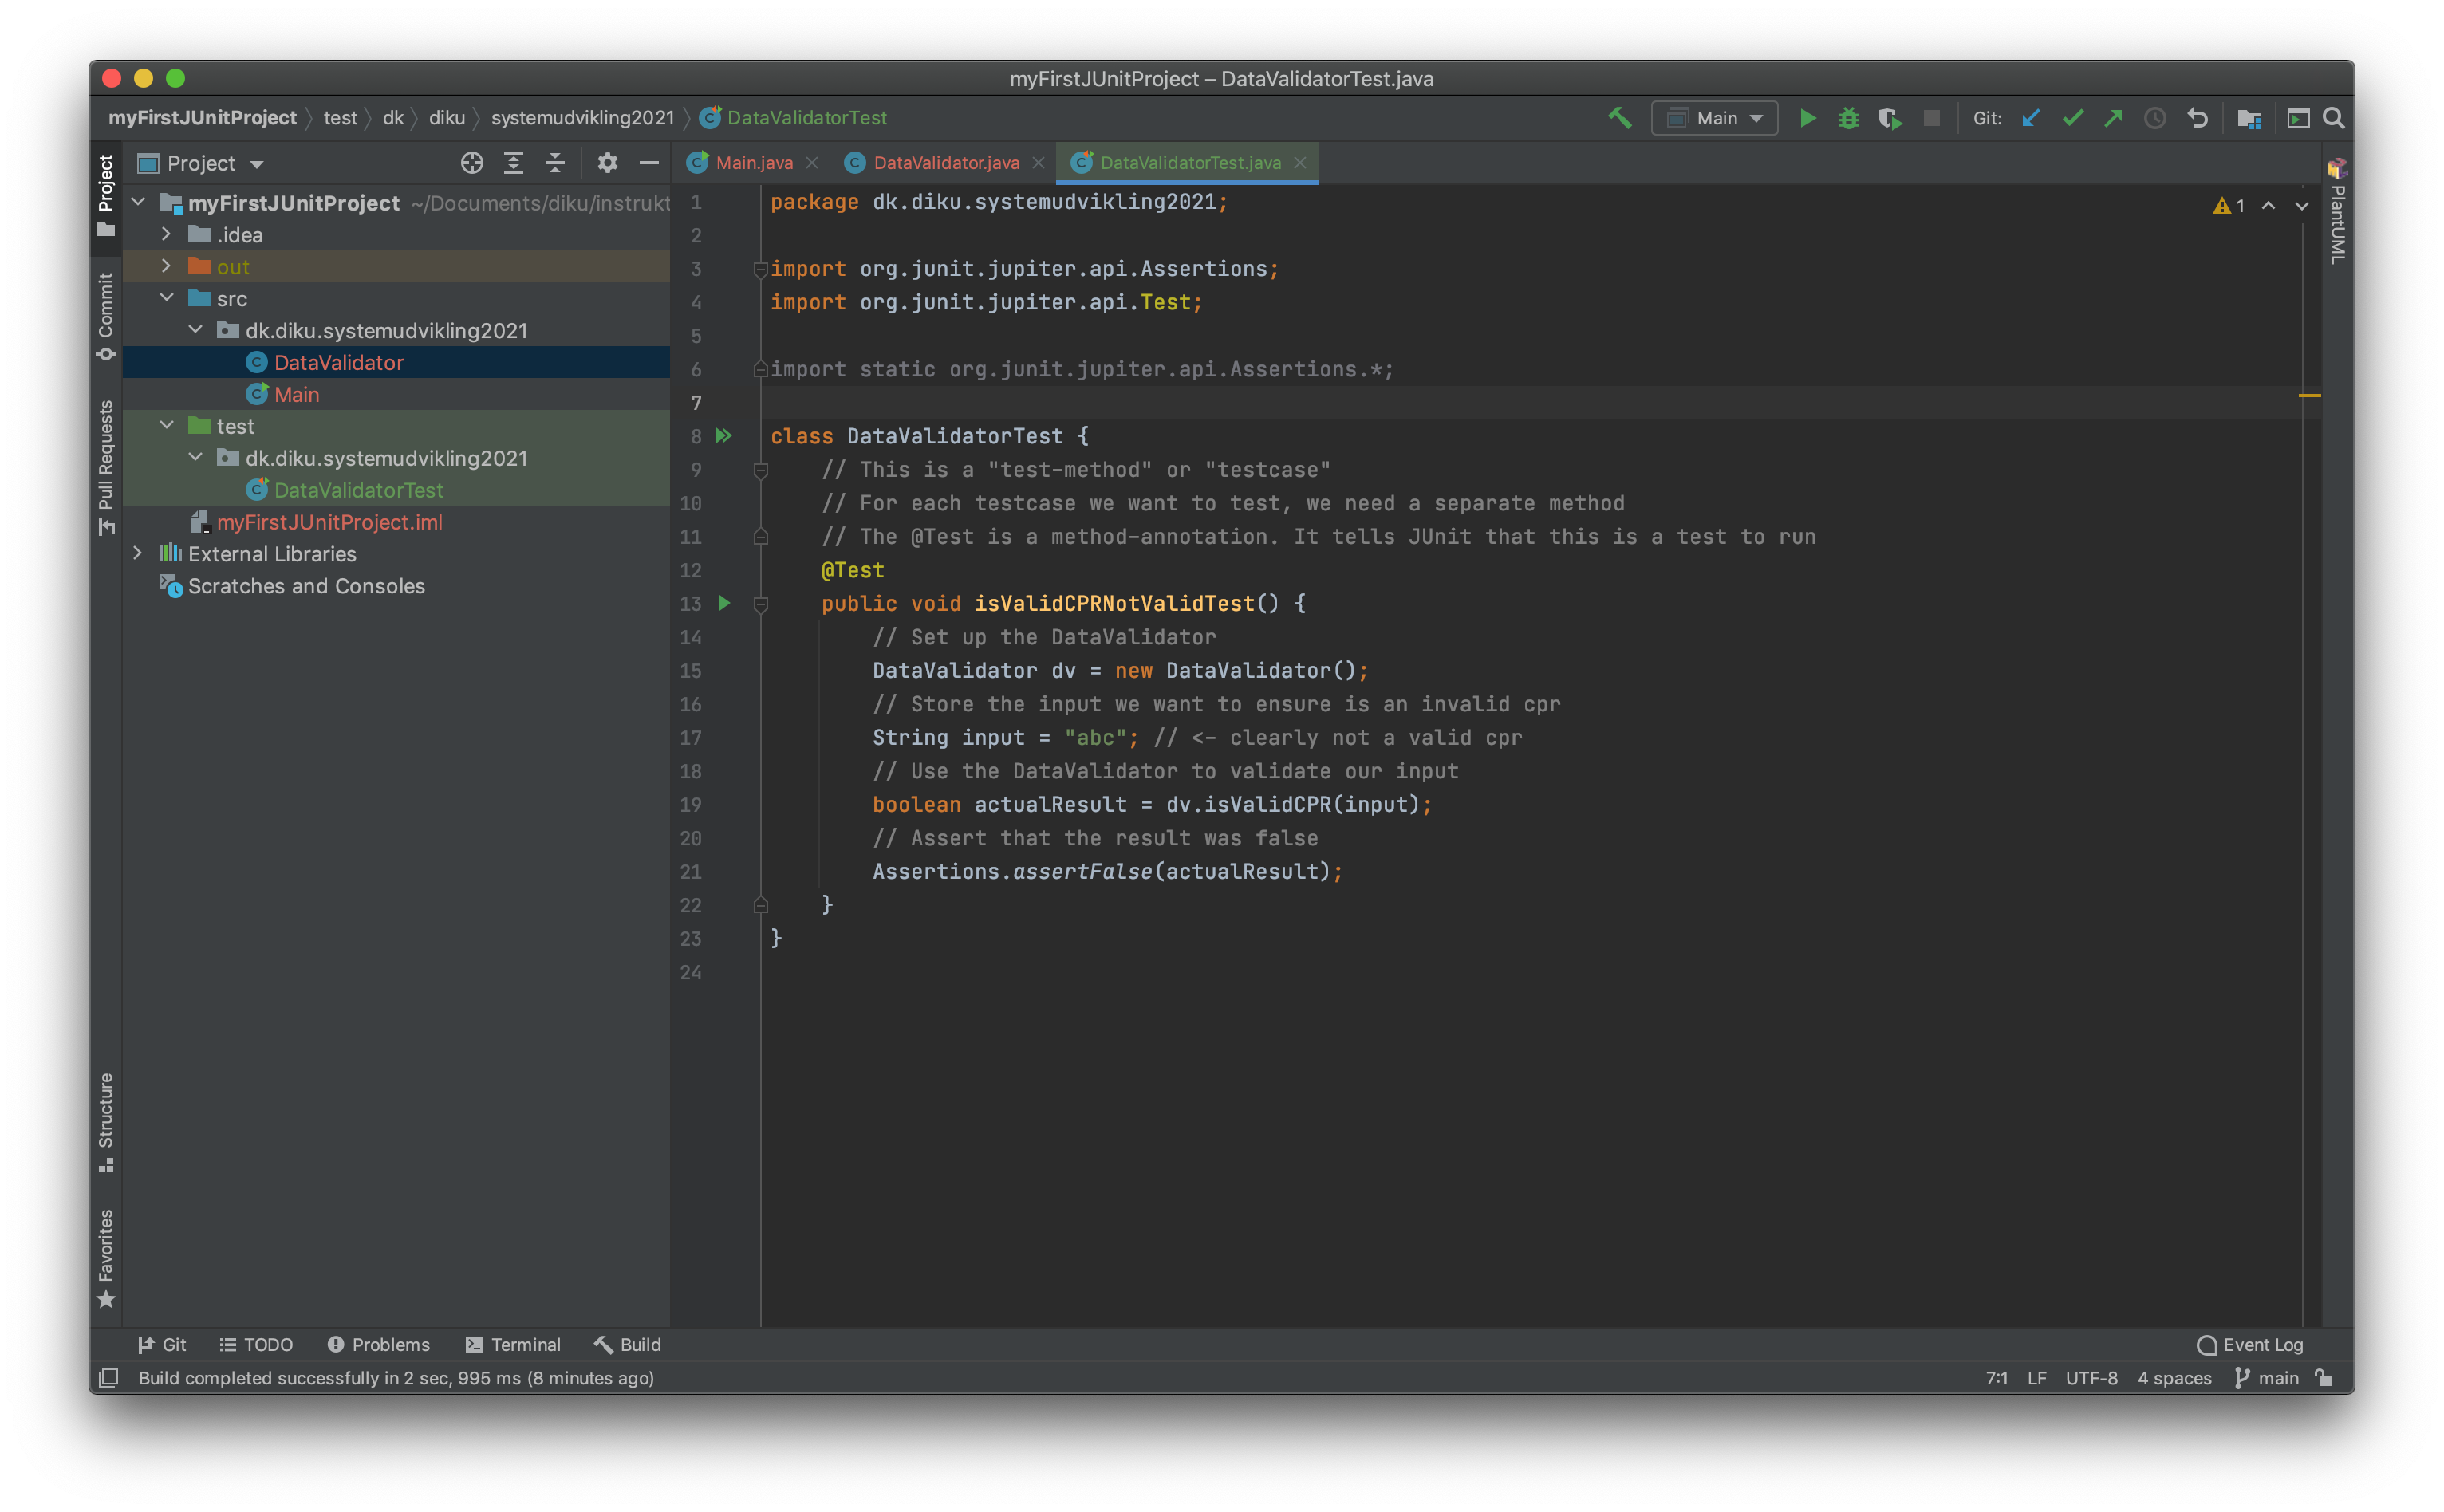 myFirstJUnitProject – DataValidatorTest.java
myFirstJUnitProject test dk diku systemudvikling2021 DataValidatorTest Main Git:
Project
Commit
Pull Requests
Structure
Favorites
Project
myFirstJUnitProject ~/Documents/diku/instrukt
.idea
out
src
dk.diku.systemudvikling2021
DataValidator
Main
test
dk.diku.systemudvikling2021
DataValidatorTest
myFirstJUnitProject.iml
External Libraries
Scratches and Consoles
Main.java DataValidator.java DataValidatorTest.java
1 package dk.diku.systemudvikling2021;
2
3 import org.junit.jupiter.api.Assertions;
4 import org.junit.jupiter.api.Test;
5
6 import static org.junit.jupiter.api.Assertions.*;
7
8 class DataValidatorTest {
9 // This is a "test-method" or "testcase"
10 // For each testcase we want to test, we need a separate method
11 // The @Test is a method-annotation. It tells JUnit that this is a test to run
12 @Test
13 public void isValidCPRNotValidTest() {
14 // Set up the DataValidator
15 DataValidator dv = new DataValidator();
16 // Store the input we want to ensure is an invalid cpr
17 String input = "abc"; // <- clearly not a valid cpr
18 // Use the DataValidator to validate our input
19 boolean actualResult = dv.isValidCPR(input);
20 // Assert that the result was false
21 Assertions.assertFalse(actualResult);
22 }
23 }
24
1
PlantUML
Git TODO Problems Terminal Build Event Log
Build completed successfully in 2 sec, 995 ms (8 minutes ago) 7:1 LF UTF-8 4 spaces main